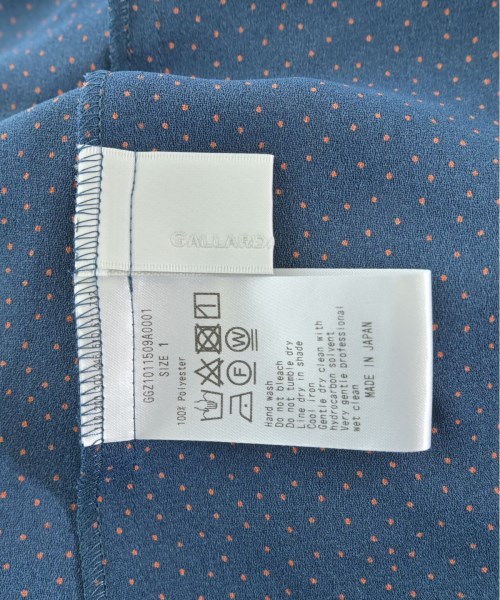 GALLARD
GGZ1011509A0001
SIZE 1
100% Polyester
F
W
Hand wash
Do not bleach
Do not tumble dry
Line dry in shade
Cool iron
Gentle dry clean with
hydrocarbon solvent
Very gentle professional
wet clean
MADE IN JAPAN